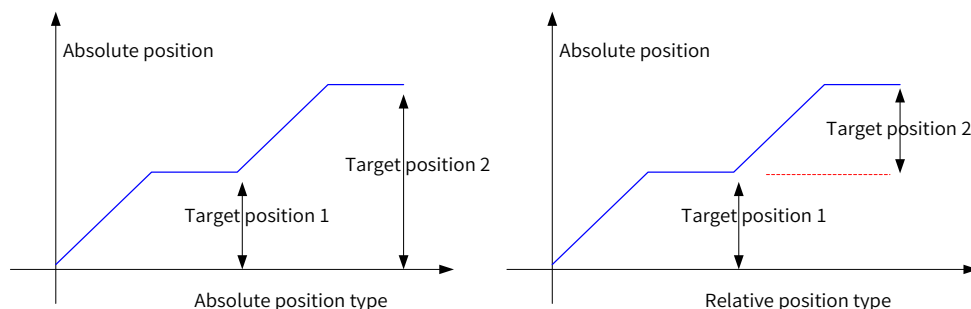 Absolute position
Target position 2
Target position 1
Absolute position type
Absolute position
Target position 2
Target position 1
Relative position type